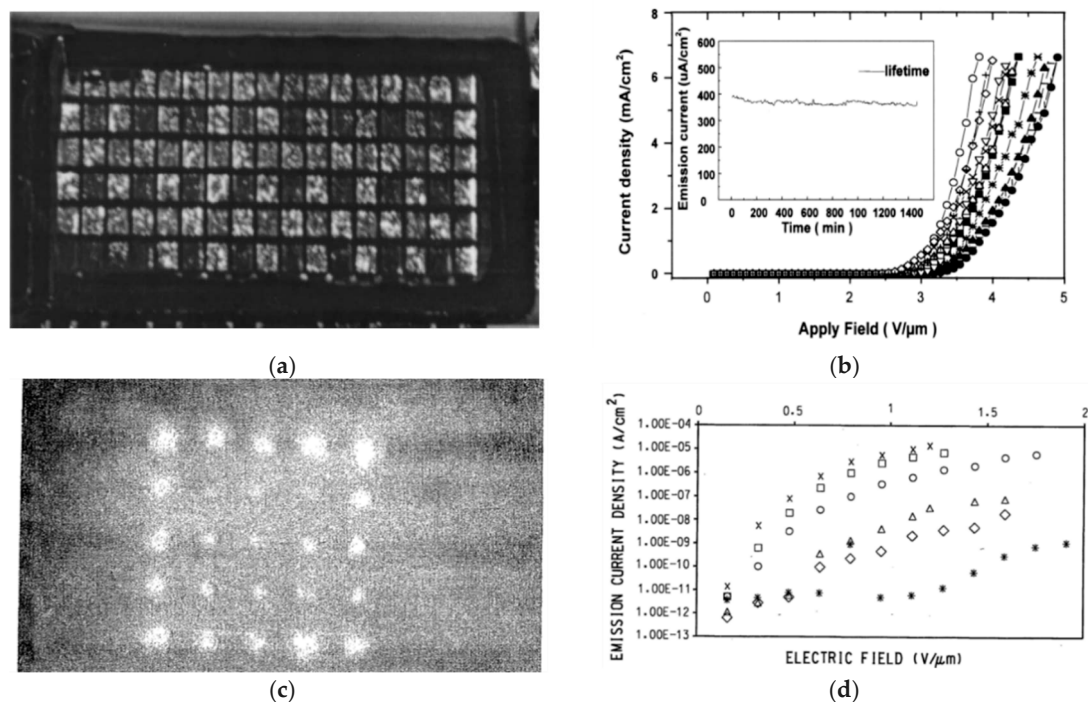 8
6
4
2
0
Current density (mA/cm²)
600
500
400
300
200
100
0
Emission current (uA/cm²)
lifetime
0 200 400 600 800 1000 1200 1400
Time ( min )
0 1 2 3 4 5
Apply Field ( V/μm )
(a)
(b)
0 0.5 1 1.5 2
1.00E-04
1.00E-05
1.00E-06
1.00E-07
1.00E-08
1.00E-09
1.00E-10
1.00E-11
1.00E-12
1.00E-13
EMISSION CURRENT DENSITY (A/cm²)
ELECTRIC FIELD (V/μm)
(c)
(d)